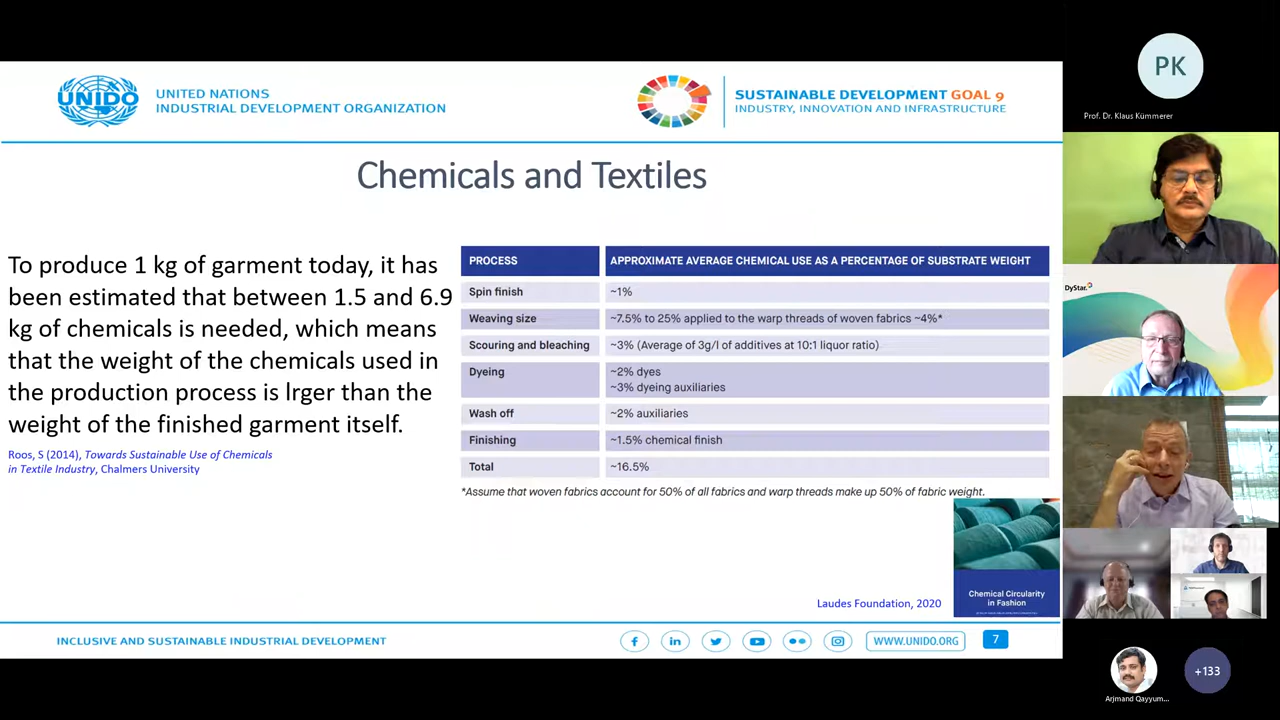 UNIDO
UNITED NATIONS
INDUSTRIAL DEVELOPMENT ORGANIZATION
SUSTAINABLE DEVELOPMENT GOAL 9
INDUSTRY, INNOVATION AND INFRASTRUCTURE
Chemicals and Textiles
To produce 1 kg of garment today, it has
been estimated that between 1.5 and 6.9
kg of chemicals is needed, which means
that the weight of the chemicals used in
the production process is lrger than the
weight of the finished garment itself.
Roos, S (2014), Towards Sustainable Use of Chemicals
in Textile Industry, Chalmers University
PROCESS APPROXIMATE AVERAGE CHEMICAL USE AS A PERCENTAGE OF SUBSTRATE WEIGHT
Spin finish ~1%
Weaving size ~7.5% to 25% applied to the warp threads of woven fabrics ~4%*
Scouring and bleaching ~3% (Average of 3g/l of additives at 10:1 liquor ratio)
Dyeing ~2% dyes
~3% dyeing auxiliaries
Wash off ~2% auxiliaries
Finishing ~1.5% chemical finish
Total ~16.5%
*Assume that woven fabrics account for 50% of all fabrics and warp threads make up 50% of fabric weight.
Chemical Circularity
in Fashion
Laudes Foundation, 2020
INCLUSIVE AND SUSTAINABLE INDUSTRIAL DEVELOPMENT
WWW.UNIDO.ORG
7
PK
Prof. Dr. Klaus Kümmerer
DyStar.
Arjmand Qayyum...
+133